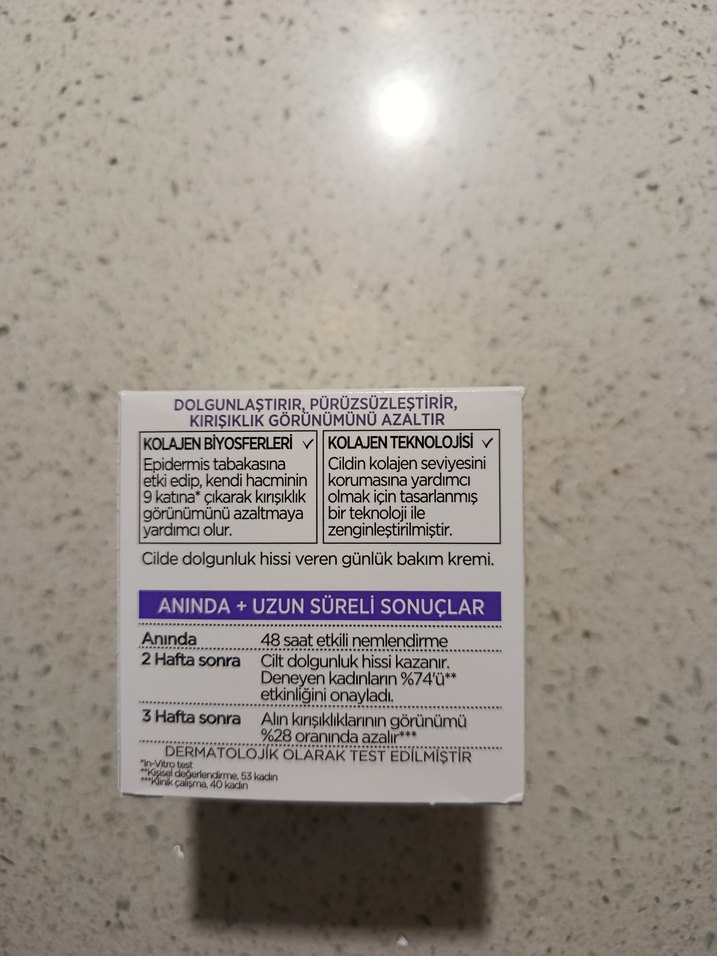 DOLGUNLAŞTIRIR, PÜRÜZSÜZLEŞTİRİR,
KIRIŞIKLIK GÖRÜNÜMÜNÜ AZALTIR
KOLAJEN BİYOSFERLERİ ✓
Epidermis tabakasına
etki edip, kendi hacminin
9 katına* çıkarak kırışıklık
görünümünü azaltmaya
yardımcı olur.
KOLAJEN TEKNOLOJİSİ ✓
Cildin kolajen seviyesini
korumasına yardımcı
olmak için tasarlanmış
bir teknoloji ile
zenginleştirilmiştir.
Cilde dolgunluk hissi veren günlük bakım kremi.
ANINDA + UZUN SÜRELİ SONUÇLAR
Anında 48 saat etkili nemlendirme
2 Hafta sonra Cilt dolgunluk hissi kazanır.
Deneyen kadınların %74'ü**
etkinliğini onayladı.
3 Hafta sonra Alın kırışıklıklarının görünümü
%28 oranında azalır***
DERMATOLOJİK OLARAK TEST EDİLMİŞTİR
*in-Vitro test
**Kişisel değerlendirme, 53 kadın
***Klinik çalışma, 40 kadın